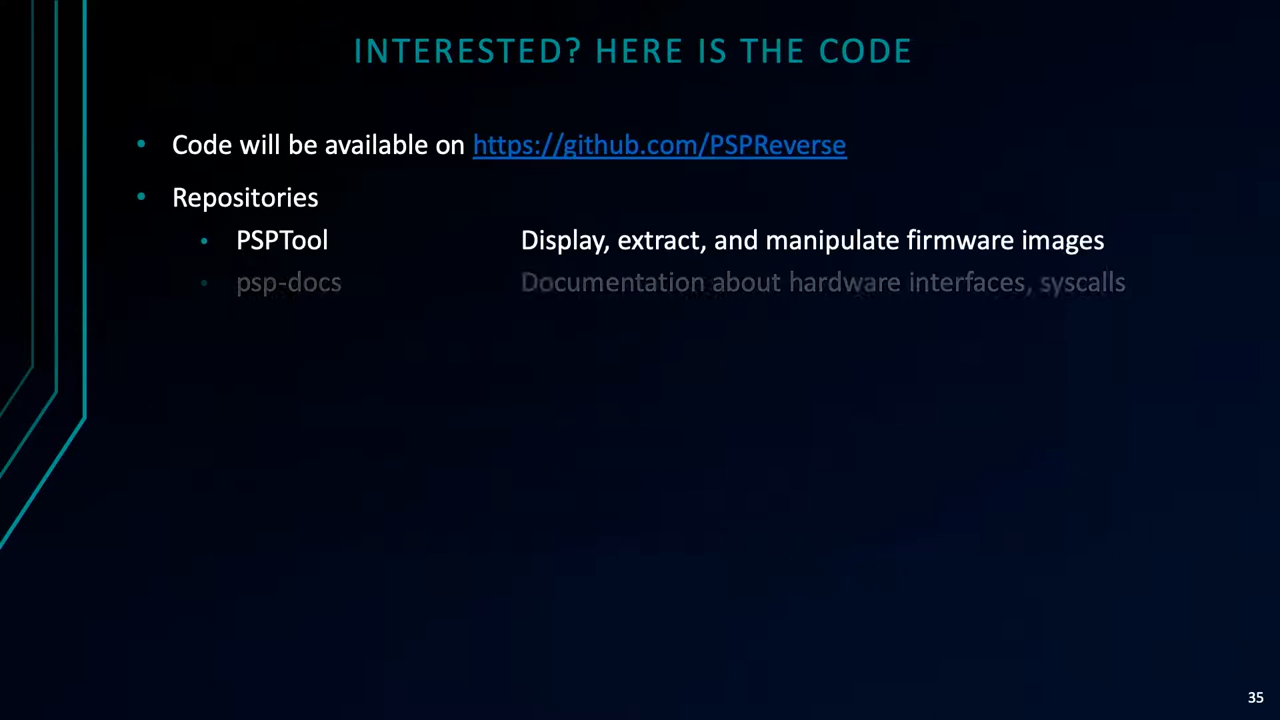 INTERESTED? HERE IS THE CODE
• Code will be available on https://github.com/PSPReverse
• Repositories
• PSPTool Display, extract, and manipulate firmware images
• psp-docs Documentation about hardware interfaces, syscalls
35